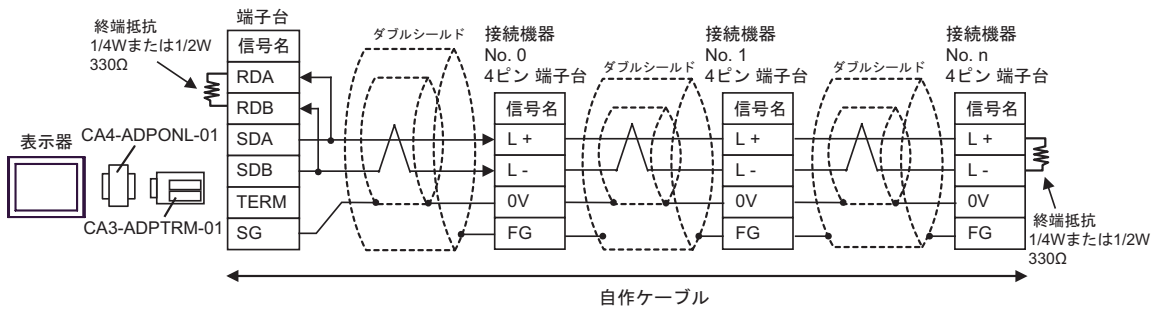 終端抵抗
1/4Wまたは1/2W
330Ω
端子台
信号名
RDA
RDB
SDA
SDB
TERM
SG
表示器
CA4-ADPONL-01
CA3-ADPTRM-01
ダブルシールド
接続機器
No. 0
4ピン 端子台
信号名
L +
L -
0V
FG
ダブルシールド
接続機器
No. 1
4ピン 端子台
信号名
L +
L -
0V
FG
ダブルシールド
接続機器
No. n
4ピン 端子台
信号名
L +
L -
0V
FG
終端抵抗
1/4Wまたは1/2W
330Ω
自作ケーブル